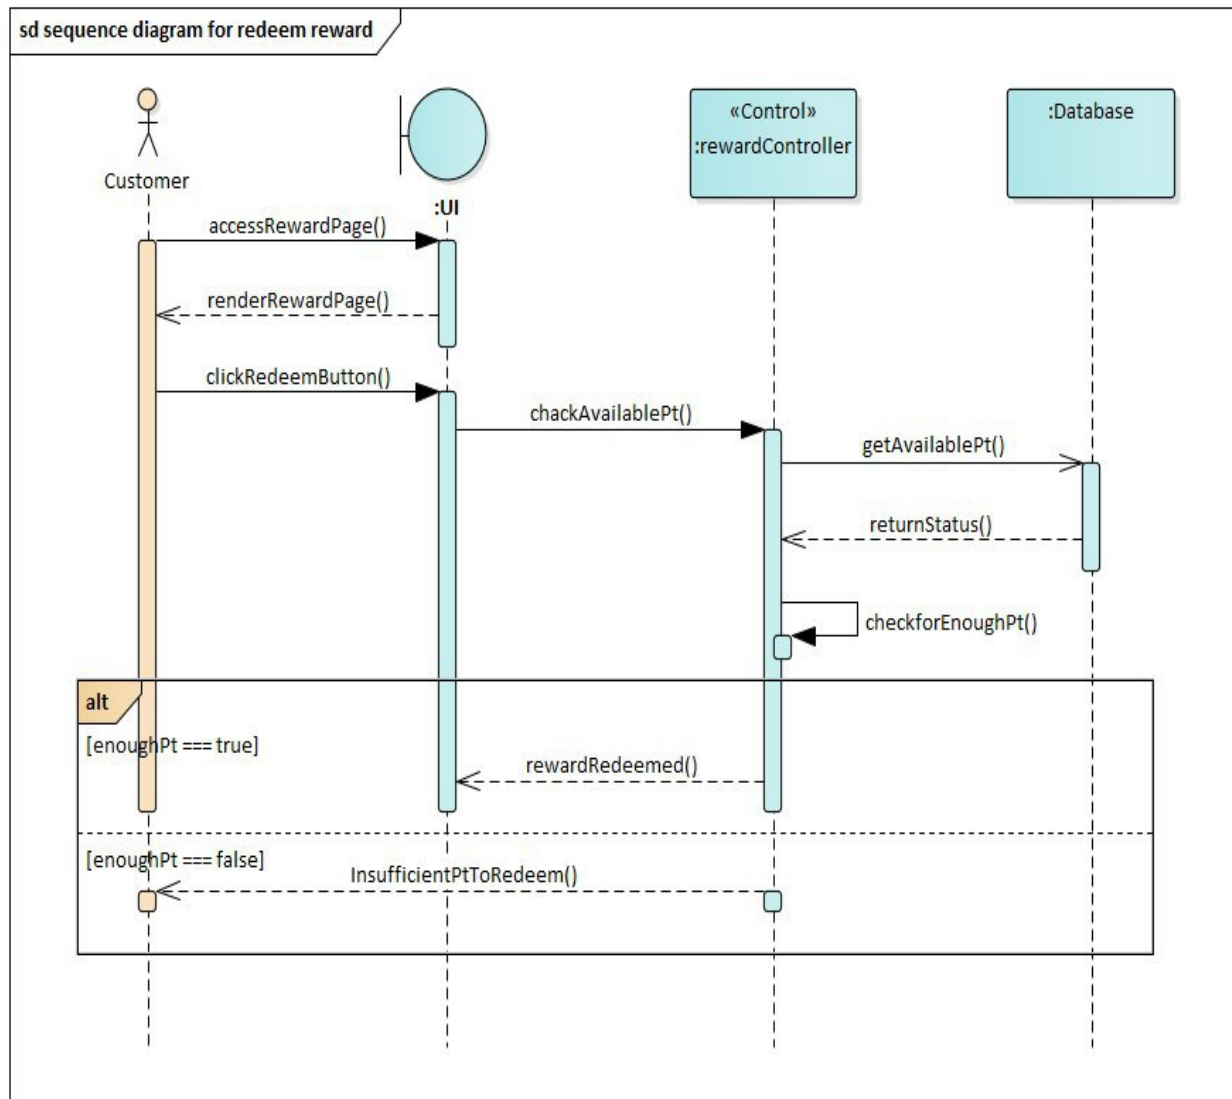 sd sequence diagram for redeem reward
Customer
:UI
«Control»
:rewardController
:Database
accessRewardPage()
renderRewardPage()
clickRedeemButton()
chackAvailablePt()
getAvailablePt()
returnStatus()
checkforEnoughPt()
alt
[enoughPt === true]
rewardRedeemed()
[enoughPt === false]
InsufficientPtToRedeem()